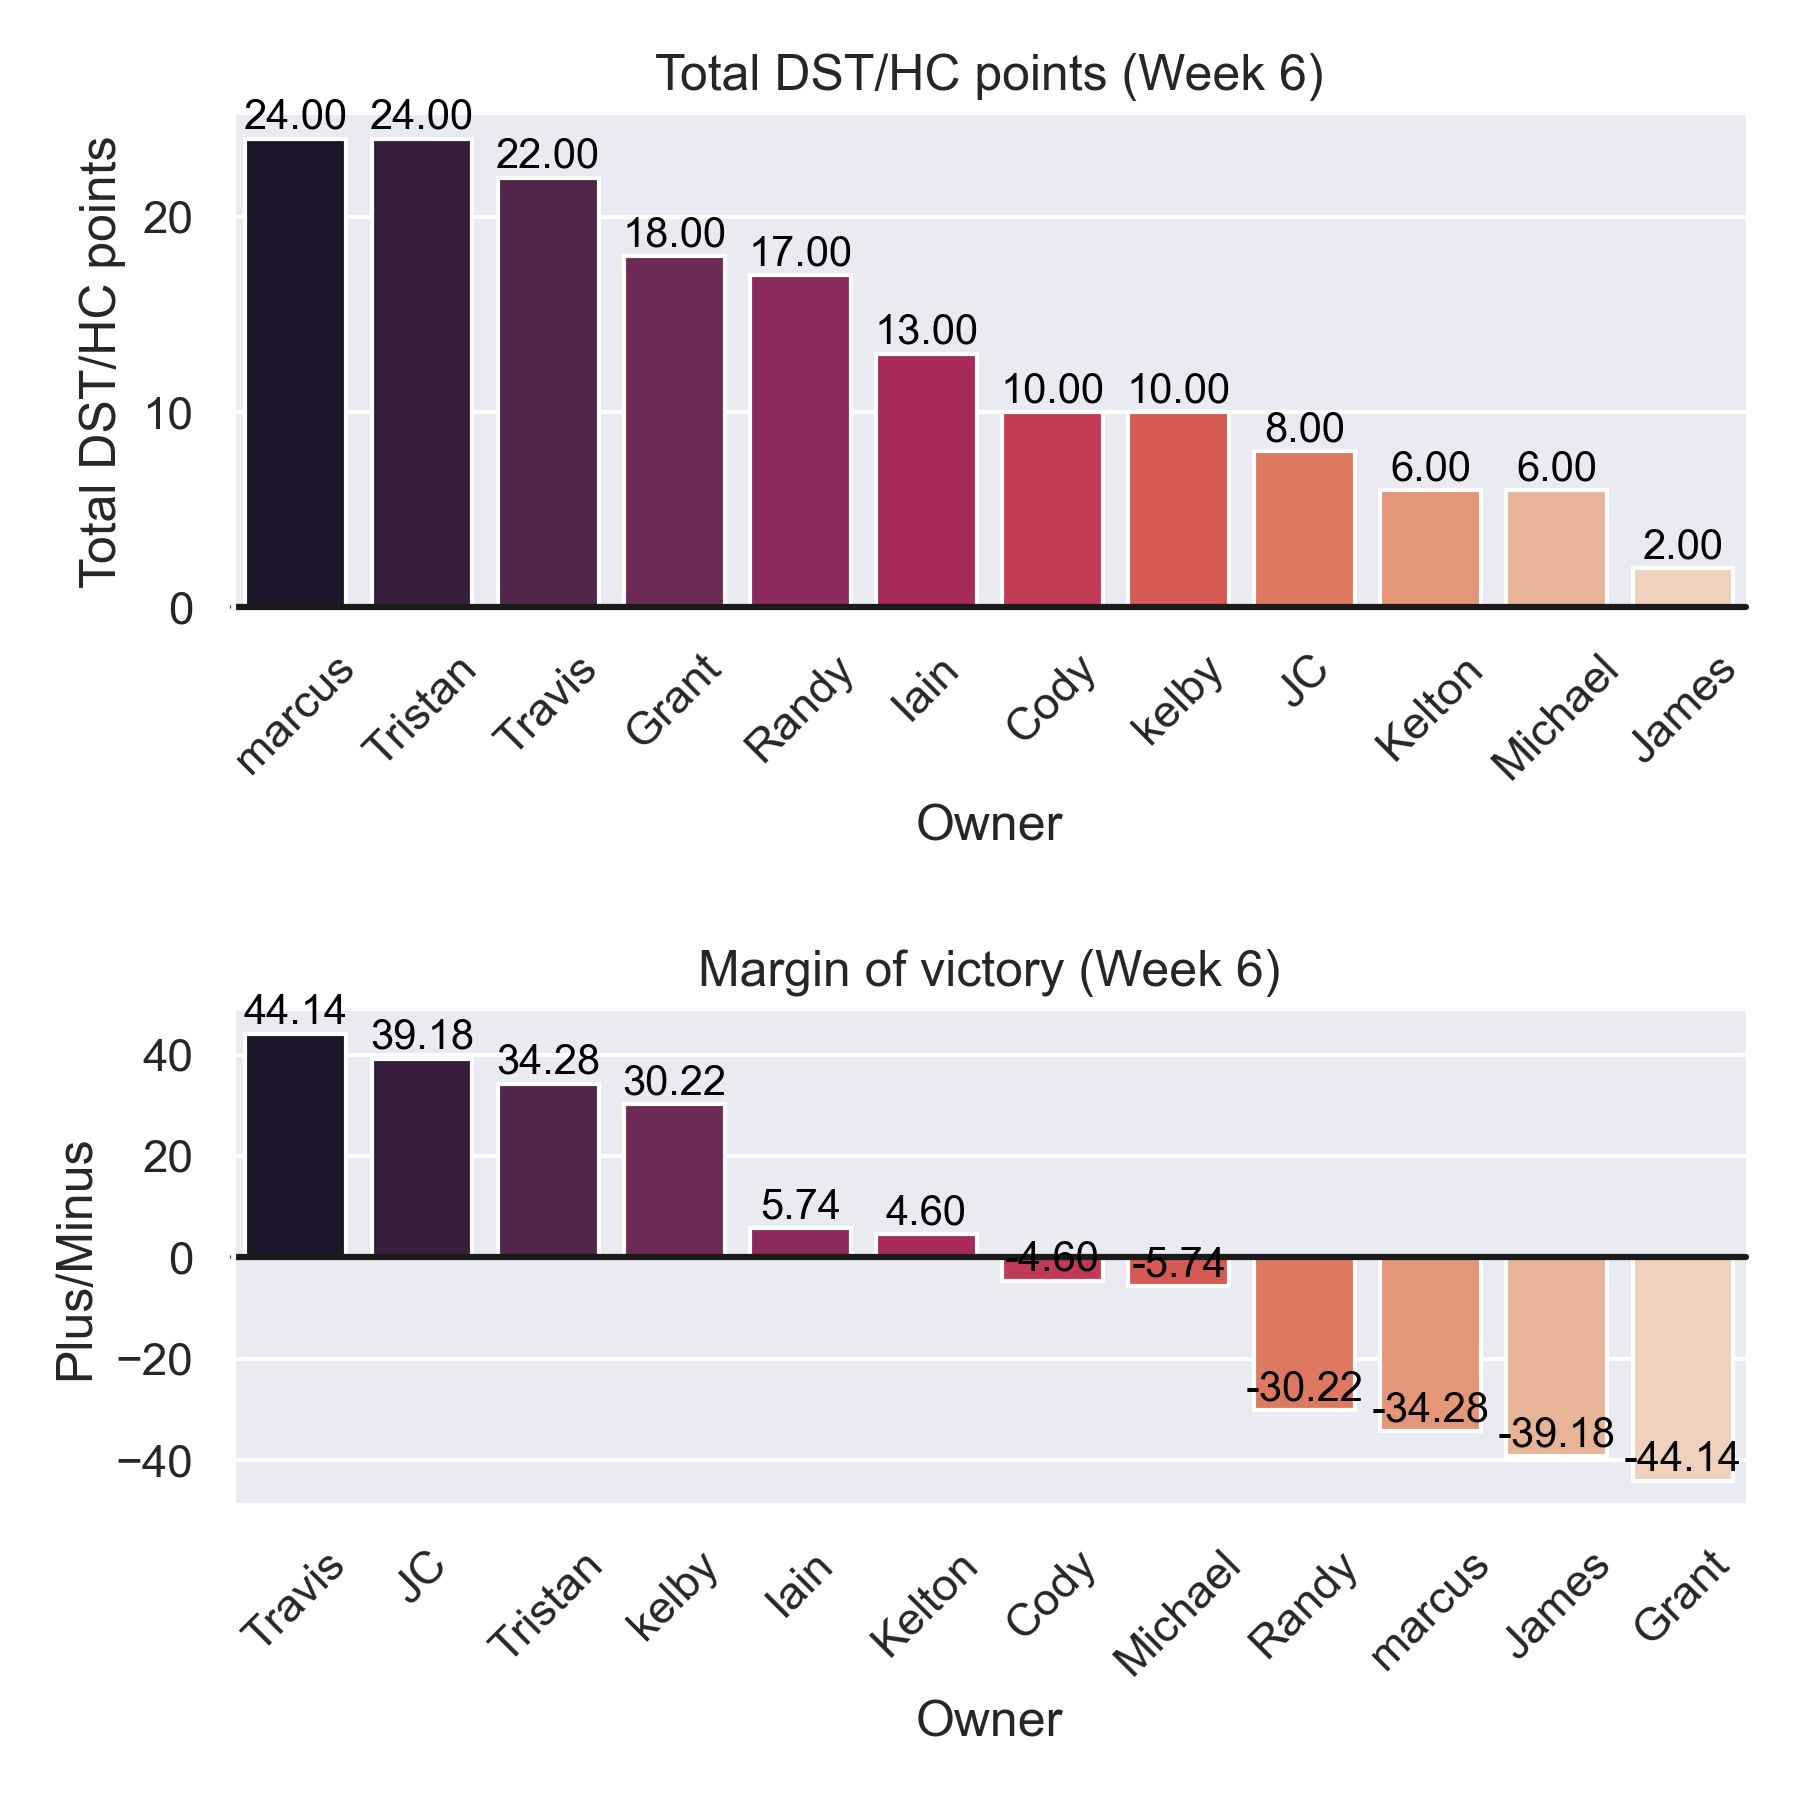 Total DST/HC points (Week 6)
24.00 24.00 22.00 18.00 17.00 13.00 10.00 10.00 8.00 6.00 6.00 2.00
Total DST/HC points
20
10
0
marcus Tristan Travis Grant Randy Iain Cody kelby JC Kelton Michael James
Owner
Margin of victory (Week 6)
44.14 39.18 34.28 30.22 5.74 4.60 -4.60 -5.74 -30.22 -34.28 -39.18 -44.14
Plus/Minus
40
20
0
−20
−40
Travis JC Tristan kelby Iain Kelton Cody Michael Randy marcus James Grant
Owner